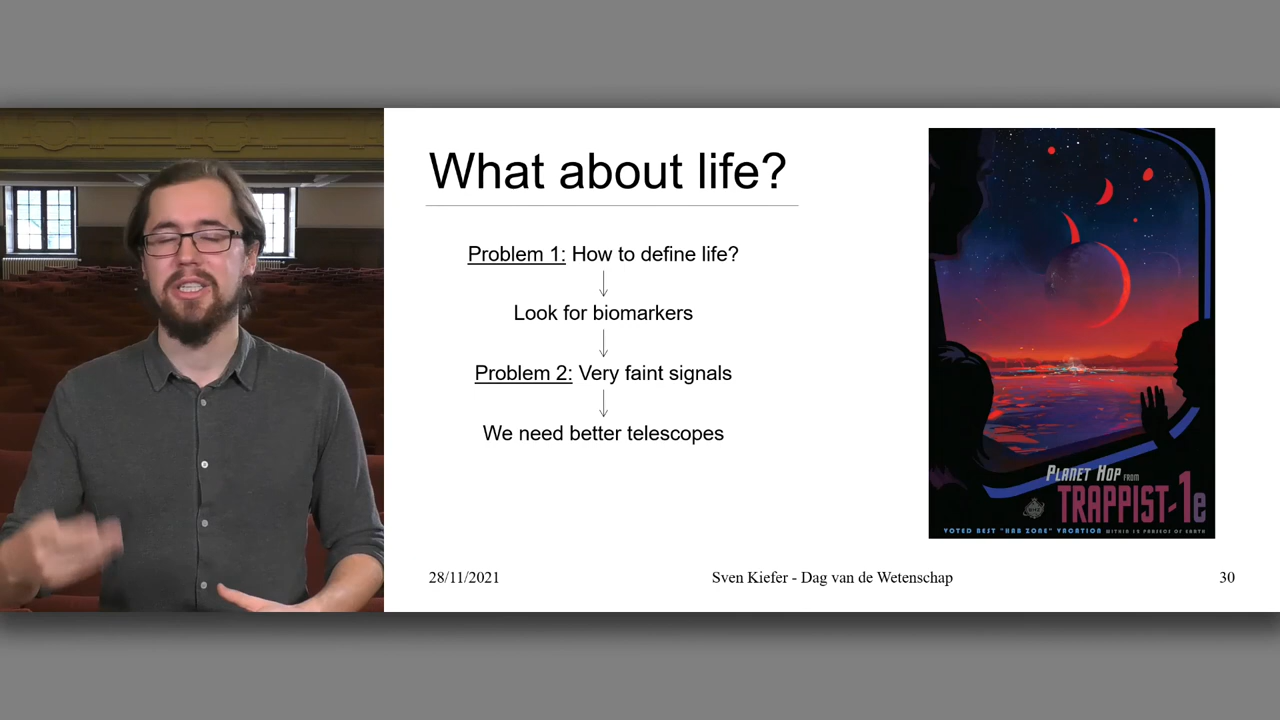 What about life?
Problem 1: How to define life?
Look for biomarkers
Problem 2: Very faint signals
We need better telescopes
PLANET HOP FROM
TRAPPIST-1e
VOTED BEST "HAB ZONE" VACATION WITHIN 12 PARSECS OF EARTH
28/11/2021
Sven Kiefer - Dag van de Wetenschap
30